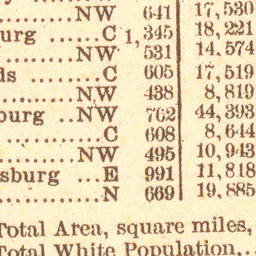 NW 641 17,530
burg ......C 1,345 18,221
......NW 531 14,574
ds ........C 605 17,519
......NW 438 8,819
burg ..NW 762 44,393
..........C 608 8,644
......NW 495 10,943
sburg ...E 991 11,818
..........N 669 19,885
Total Area, square miles,
Total White Population,..